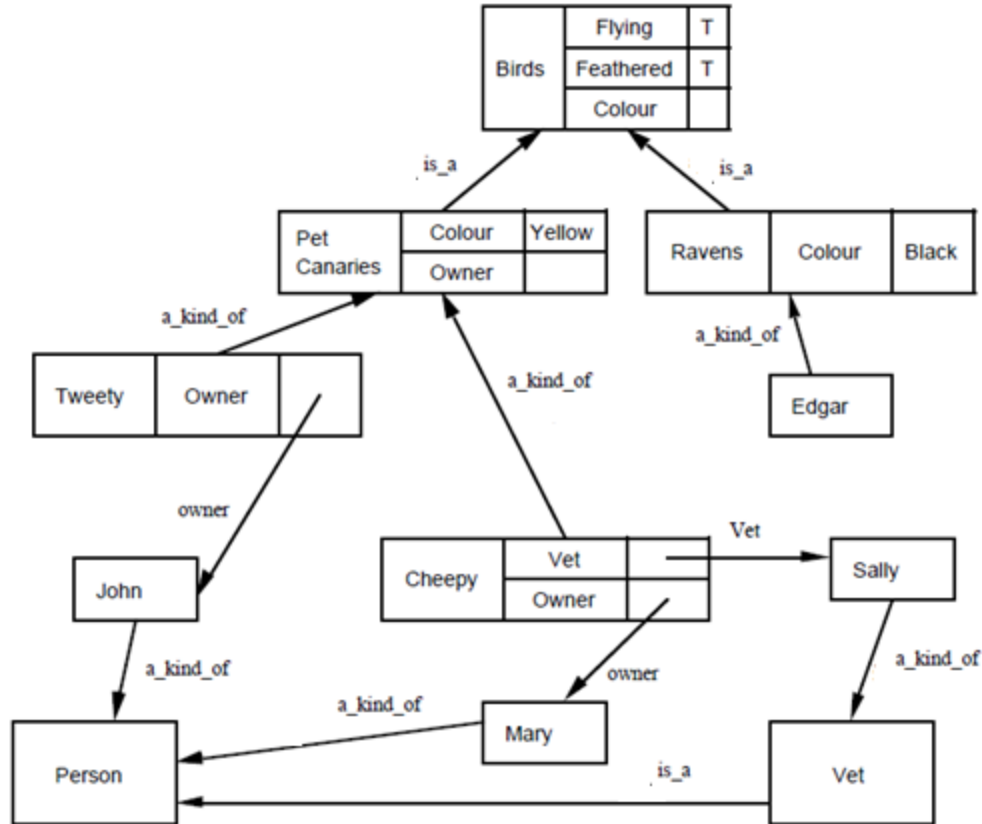 Flying T
Birds Feathered T
Colour
is_a is_a
Pet Canaries Colour Yellow
Owner
Ravens Colour Black
a_kind_of a_kind_of
Tweety Owner
a_kind_of
Edgar
owner
Vet
Cheepy Vet
Owner
Sally
John
a_kind_of a_kind_of
owner
a_kind_of
Mary
Person
is_a
Vet